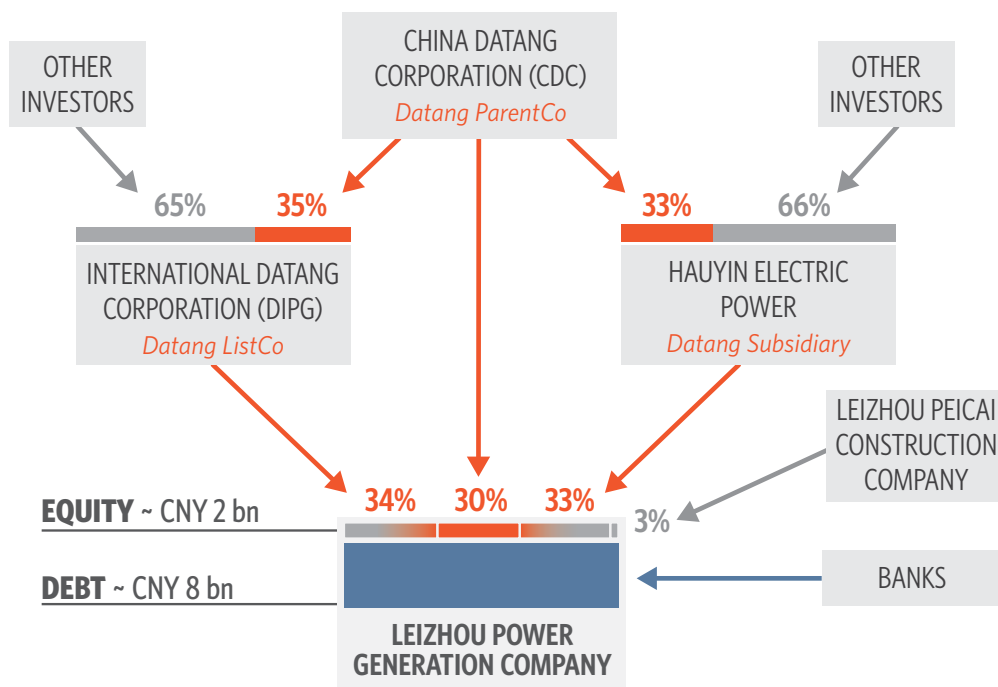 OTHER
INVESTORS
CHINA DATANG
CORPORATION (CDC)
Datang ParentCo
OTHER
INVESTORS
65%
35%
33%
66%
INTERNATIONAL DATANG
CORPORATION (DIPG)
Datang ListCo
HAUYIN ELECTRIC
POWER
Datang Subsidiary
LEIZHOU PEICAI
CONSTRUCTION
COMPANY
34%
30%
33%
3%
EQUITY ~ CNY 2 bn
DEBT ~ CNY 8 bn
BANKS
LEIZHOU POWER
GENERATION COMPANY